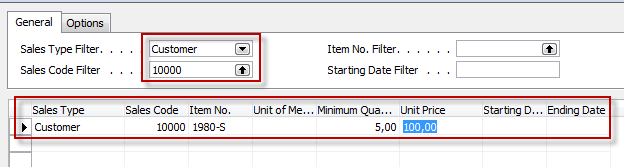 General Options
Sales Type Filter. . . . . Customer Item No. Filter. . . . . .
Sales Code Filter . . . . 10000 Starting Date Filter . . .
Sales Type Sales Code Item No. Unit of Me... Minimum Qua... Unit Price Starting D... Ending Date
Customer 10000 1980-S 5,00 100,00